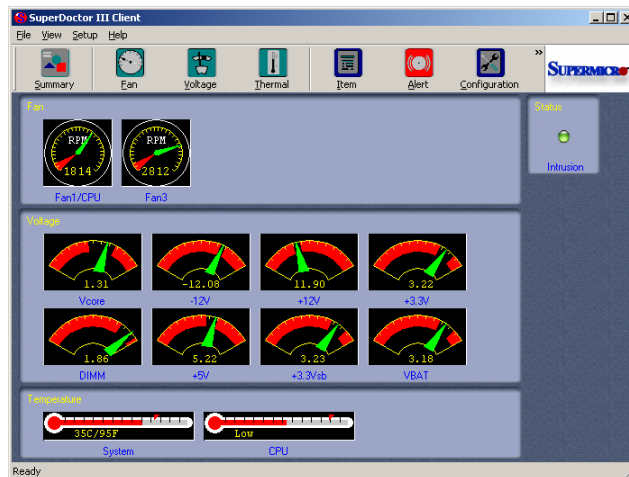 SuperDoctor III Client
File View Setup Help
Summary Fan Voltage Thermal Item Alert Configuration » SUPERMICRO
Fan
RPM RPM
1814 2812
Fan1/CPU Fan3
Status
Intrusion
Voltage
1.31 -12.08 11.90 3.22
Vcore -12V +12V +3.3V
1.86 5.22 3.23 3.18
DIMM +5V +3.3Vsb VBAT
Temperature
35C/95F Low
System CPU
Ready